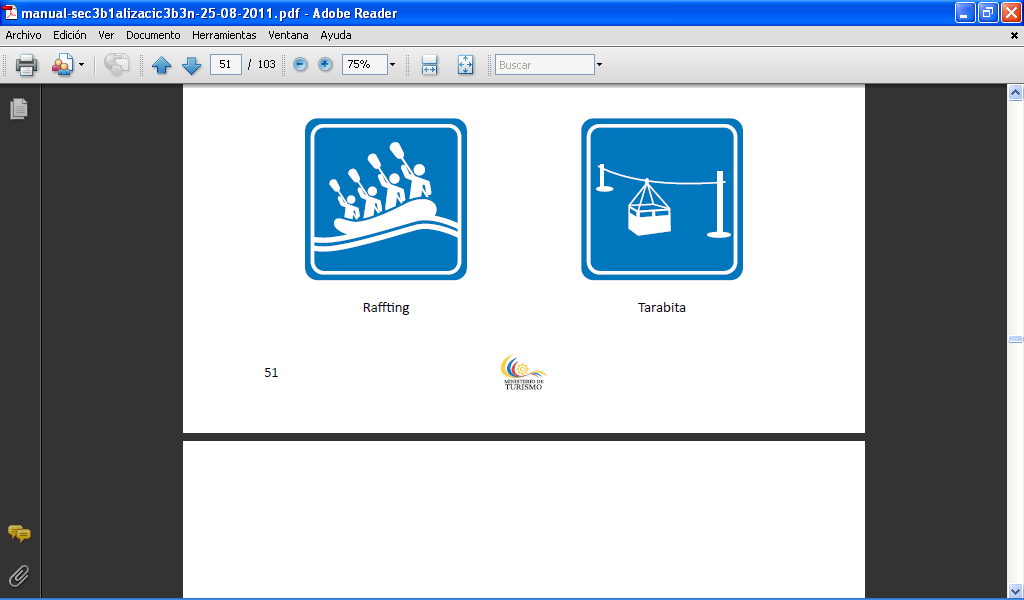 manual-sec3b1alizacic3b3n-25-08-2011.pdf - Adobe Reader
Archivo Edición Ver Documento Herramientas Ventana Ayuda
51 / 103 75% Buscar
Raffting Tarabita
51
MINISTERIO DE
TURISMO